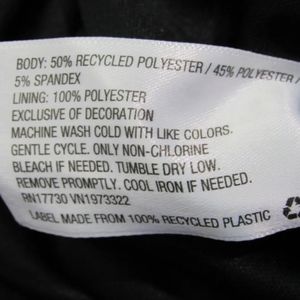 BODY: 50% RECYCLED POLYESTER / 45% POLYESTER /
5% SPANDEX
LINING: 100% POLYESTER
EXCLUSIVE OF DECORATION
MACHINE WASH COLD WITH LIKE COLORS.
GENTLE CYCLE. ONLY NON-CHLORINE
BLEACH IF NEEDED. TUMBLE DRY LOW.
REMOVE PROMPTLY. COOL IRON IF NEEDED.
RN17730 VN1973322
LABEL MADE FROM 100% RECYCLED PLASTIC